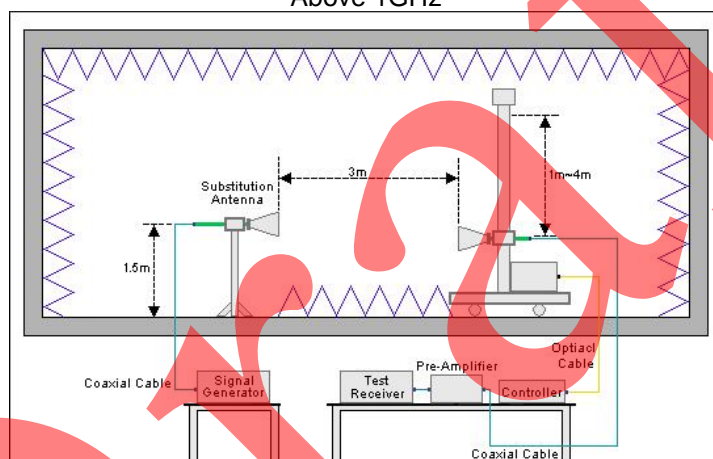 Above 1GHz
3m
1m~4m
Substitution
Antenna
1.5m
Optiacl
Cable
Pre-Amplifier
Coaxial Cable
Signal
Generator
Test
Receiver
Controller
Coaxial Cable